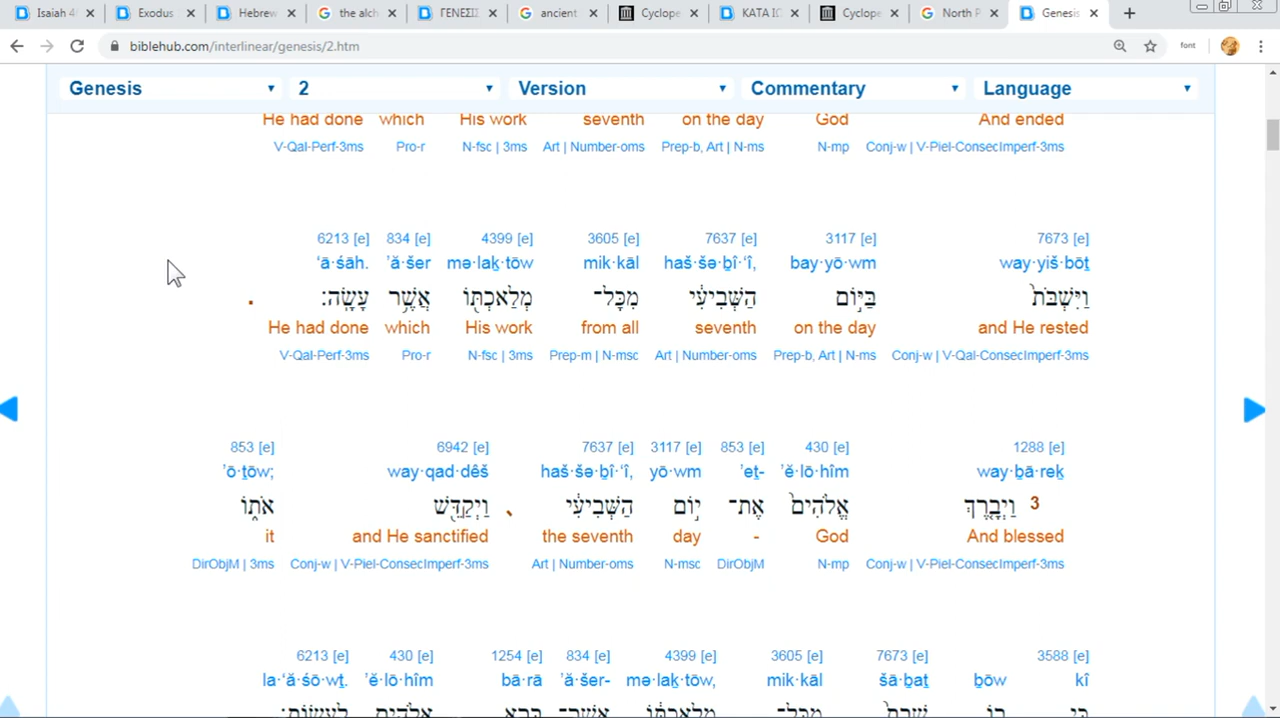 Isaiah 4 Exodus Hebrew the alch ΓΕΝΕΣΙΣ ancient Cyclope ΚΑΤΑ ΙΩ Cyclope North P Genesis
biblehub.com/interlinear/genesis/2.htm font
Genesis 2 Version Commentary Language
He had done which His work seventh on the day God And ended
V-Qal-Perf-3ms Pro-r N-fsc | 3ms Art | Number-oms Prep-b, Art | N-ms N-mp Conj-w | V-Piel-ConsecImperf-3ms
6213 [e] 834 [e] 4399 [e] 3605 [e] 7637 [e] 3117 [e] 7673 [e]
‘ā·śāh. ’ă·šer mə·laḵ·tōw mik·kāl haš·šə·ḇî·‘î, bay·yō·wm way·yiš·bōṯ
וַיִּשְׁבֹּת֙ בַּיּ֣וֹם הַשְּׁבִיעִ֔י מִכָּל־ מְלַאכְתּ֖וֹ אֲשֶׁ֥ר עָשָֽׂה׃ .
He had done which His work from all seventh on the day and He rested
V-Qal-Perf-3ms Pro-r N-fsc | 3ms Prep-m | N-msc Art | Number-oms Prep-b, Art | N-ms Conj-w | V-Qal-ConsecImperf-3ms
853 [e] 6942 [e] 7637 [e] 3117 [e] 853 [e] 430 [e] 1288 [e]
’ō·ṯōw; way·qad·dêš haš·šə·ḇî·‘î, yō·wm ’eṯ- ’ĕ·lō·hîm way·ḇā·reḵ
3 וַיְבָ֤רֶךְ אֱלֹהִים֙ אֶת־ י֣וֹם הַשְּׁבִיעִ֔י 、 וַיְקַדֵּ֖שׁ אֹת֑וֹ
it and He sanctified the seventh day - God And blessed
DirObjM | 3ms Conj-w | V-Piel-ConsecImperf-3ms Art | Number-oms N-msc DirObjM N-mp Conj-w | V-Piel-ConsecImperf-3ms
6213 [e] 430 [e] 1254 [e] 834 [e] 4399 [e] 3605 [e] 7673 [e] 3588 [e]
la·‘ă·śō·wṯ. ’ĕ·lō·hîm bā·rā ’ă·šer- mə·laḵ·tōw, mik·kāl šā·ḇaṯ ḇōw kî